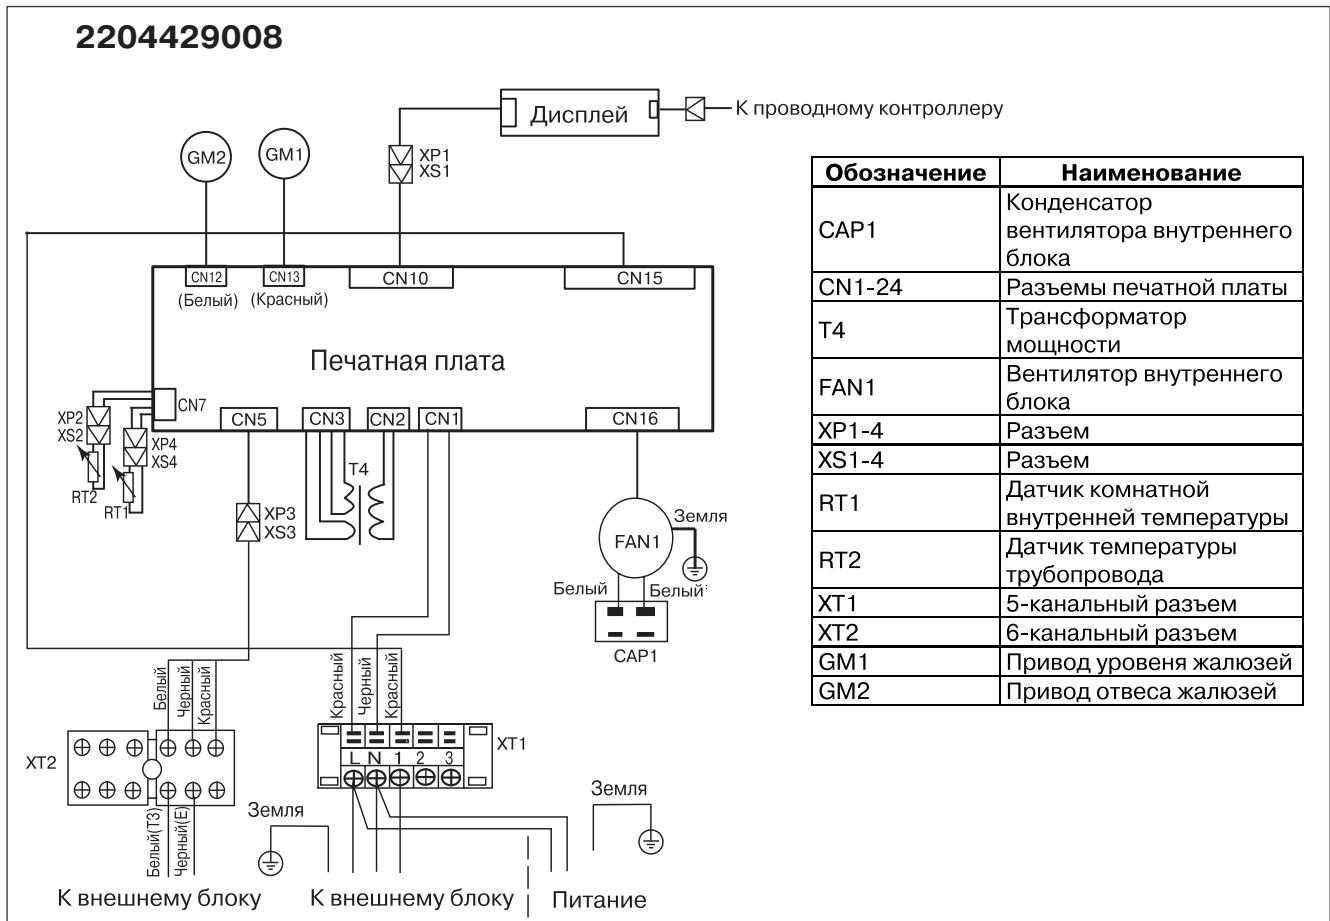 2204429008
Дисплей
К проводному контроллеру
GM2
GM1
XP1
XS1
CN12
CN13
CN10
CN15
(Белый)
(Красный)
Печатная плата
CN7
CN5
CN3
CN2
CN1
CN16
XP2
XS2
XP4
XS4
RT2
RT1
T4
XP3
XS3
FAN1
Земля
Белый
Белый
CAP1
Белый
Черный
Красный
Красный
Черный
Красный
XT2
XT1
L N 1 2 3
Белый(T3)
Черный(E)
Земля
Земля
К внешнему блоку
К внешнему блоку
Питание
Обозначение Наименование
CAP1 Конденсатор
вентилятора внутреннего
блока
CN1-24 Разъемы печатной платы
T4 Трансформатор
мощности
FAN1 Вентилятор внутреннего
блока
XP1-4 Разъем
XS1-4 Разъем
RT1 Датчик комнатной
внутренней температуры
RT2 Датчик температуры
трубопровода
XT1 5-канальный разъем
XT2 6-канальный разъем
GM1 Привод уровеня жалюзей
GM2 Привод отвеса жалюзей